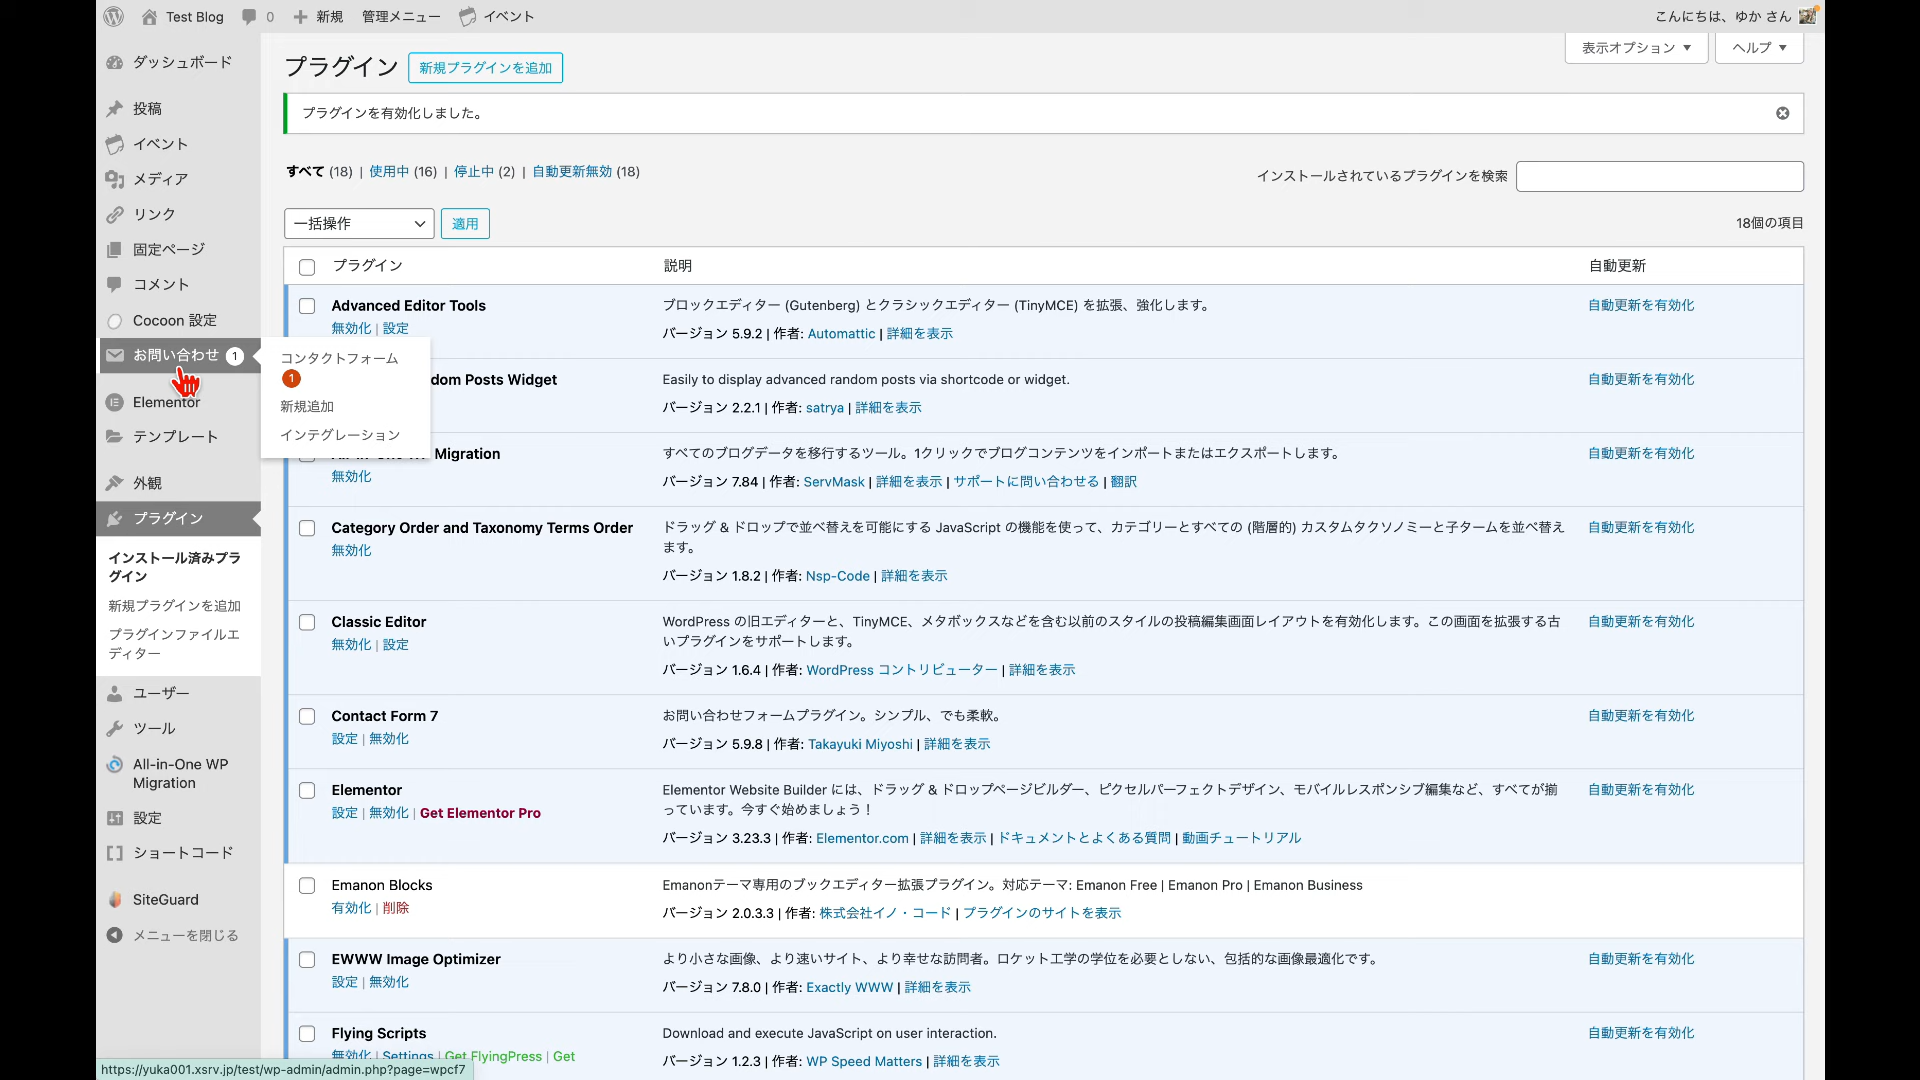 Test Blog 0 新規 管理メニュー イベント こんにちは、ゆか さん
表示オプション ▼ ヘルプ ▼
ダッシュボード
投稿
イベント
メディア
リンク
固定ページ
コメント
Cocoon 設定
お問い合わせ 1
Elementor
テンプレート
外観
プラグイン
インストール済みプラ
グイン
新規プラグインを追加
プラグインファイルエ
ディター
ユーザー
ツール
All-in-One WP
Migration
設定
ショートコード
SiteGuard
メニューを閉じる
コンタクトフォーム
1
新規追加
インテグレーション
プラグイン 新規プラグインを追加
プラグインを有効化しました。
すべて (18) | 使用中 (16) | 停止中 (2) | 自動更新無効 (18)
インストールされているプラグインを検索
一括操作 適用
18個の項目
プラグイン 説明 自動更新
Advanced Editor Tools ブロックエディター (Gutenberg) とクラシックエディター (TinyMCE) を拡張、強化します。 自動更新を有効化
無効化 | 設定
バージョン 5.9.2 | 作者: Automattic | 詳細を表示
dom Posts Widget Easily to display advanced random posts via shortcode or widget. 自動更新を有効化
バージョン 2.2.1 | 作者: satrya | 詳細を表示
Migration すべてのブログデータを移行するツール。1クリックでブログコンテンツをインポートまたはエクスポートします。 自動更新を有効化
無効化
バージョン 7.84 | 作者: ServMask | 詳細を表示 | サポートに問い合わせる | 翻訳
Category Order and Taxonomy Terms Order ドラッグ & ドロップで並べ替えを可能にする JavaScript の機能を使って、カテゴリーとすべての (階層的) カスタムタクソノミーと子タームを並べ替え 自動更新を有効化
ます。
無効化
バージョン 1.8.2 | 作者: Nsp-Code | 詳細を表示
Classic Editor WordPress の旧エディターと、TinyMCE、メタボックスなどを含む以前のスタイルの投稿編集画面レイアウトを有効化します。この画面を拡張する古 自動更新を有効化
いプラグインをサポートします。
無効化 | 設定
バージョン 1.6.4 | 作者: WordPress コントリビューター | 詳細を表示
Contact Form 7 お問い合わせフォームプラグイン。シンプル、でも柔軟。 自動更新を有効化
設定 | 無効化
バージョン 5.9.8 | 作者: Takayuki Miyoshi | 詳細を表示
Elementor Elementor Website Builder には、ドラッグ & ドロップページビルダー、ピクセルパーフェクトデザイン、モバイルレスポンシブ編集など、すべてが揃 自動更新を有効化
っています。今すぐ始めましょう！
設定 | 無効化 | Get Elementor Pro
バージョン 3.23.3 | 作者: Elementor.com | 詳細を表示 | ドキュメントとよくある質問 | 動画チュートリアル
Emanon Blocks Emanonテーマ専用のブックエディター拡張プラグイン。対応テーマ: Emanon Free | Emanon Pro | Emanon Business
有効化 | 削除
バージョン 2.0.3.3 | 作者: 株式会社イノ・コード | プラグインのサイトを表示
EWWW Image Optimizer より小さな画像、より速いサイト、より幸せな訪問者。ロケット工学の学位を必要としない、包括的な画像最適化です。 自動更新を有効化
設定 | 無効化
バージョン 7.8.0 | 作者: Exactly WWW | 詳細を表示
Flying Scripts Download and execute JavaScript on user interaction. 自動更新を有効化
無効化 | Settings | Get FlyingPress | Get
バージョン 1.2.3 | 作者: WP Speed Matters | 詳細を表示
https://yuka001.xsrv.jp/test/wp-admin/admin.php?page=wpcf7